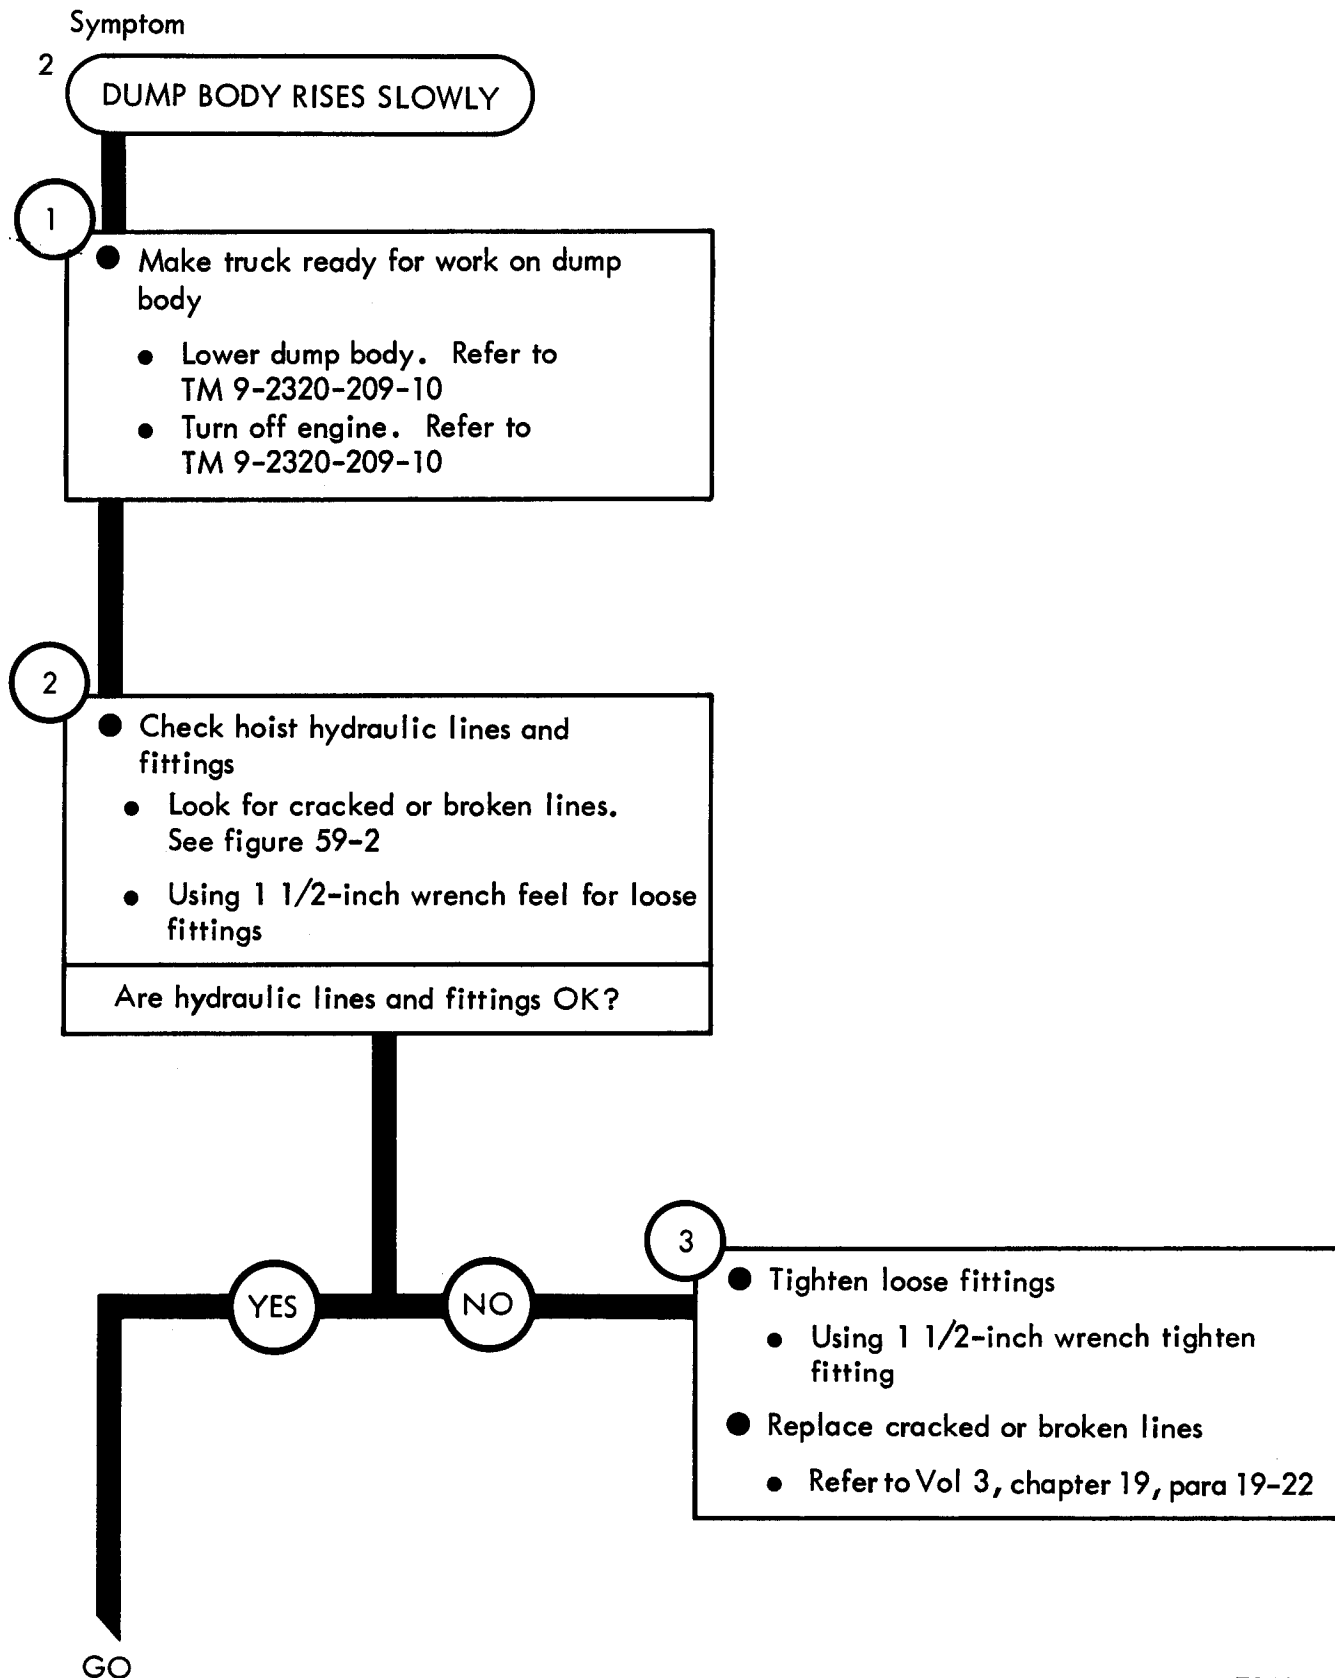 Symptom
2
DUMP BODY RISES SLOWLY
1
● Make truck ready for work on dump
body
● Lower dump body. Refer to
TM 9-2320-209-10
● Turn off engine. Refer to
TM 9-2320-209-10
2
● Check hoist hydraulic lines and
fittings
● Look for cracked or broken lines.
See figure 59-2
● Using 1 1/2-inch wrench feel for loose
fittings
Are hydraulic lines and fittings OK?
YES
NO
3
● Tighten loose fittings
● Using 1 1/2-inch wrench tighten
fitting
● Replace cracked or broken lines
● Refer to Vol 3, chapter 19, para 19-22
GO